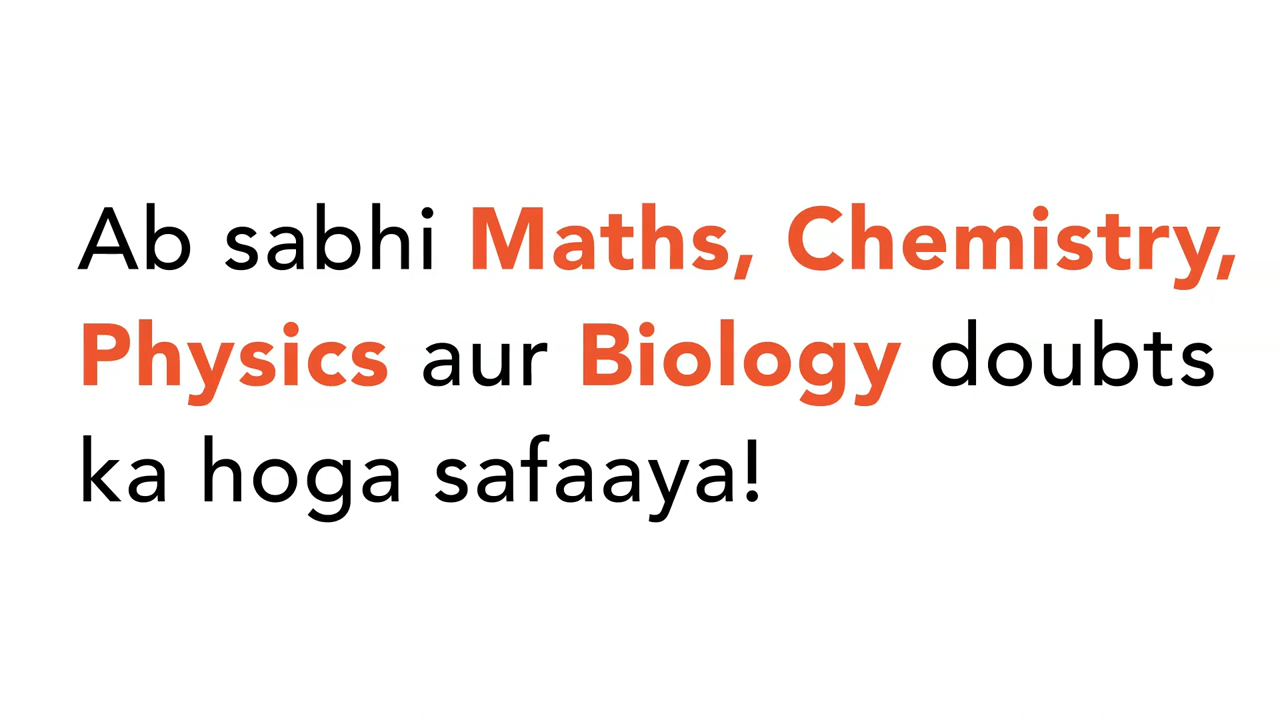 Ab sabhi Maths, Chemistry,
Physics aur Biology doubts
ka hoga safaaya!